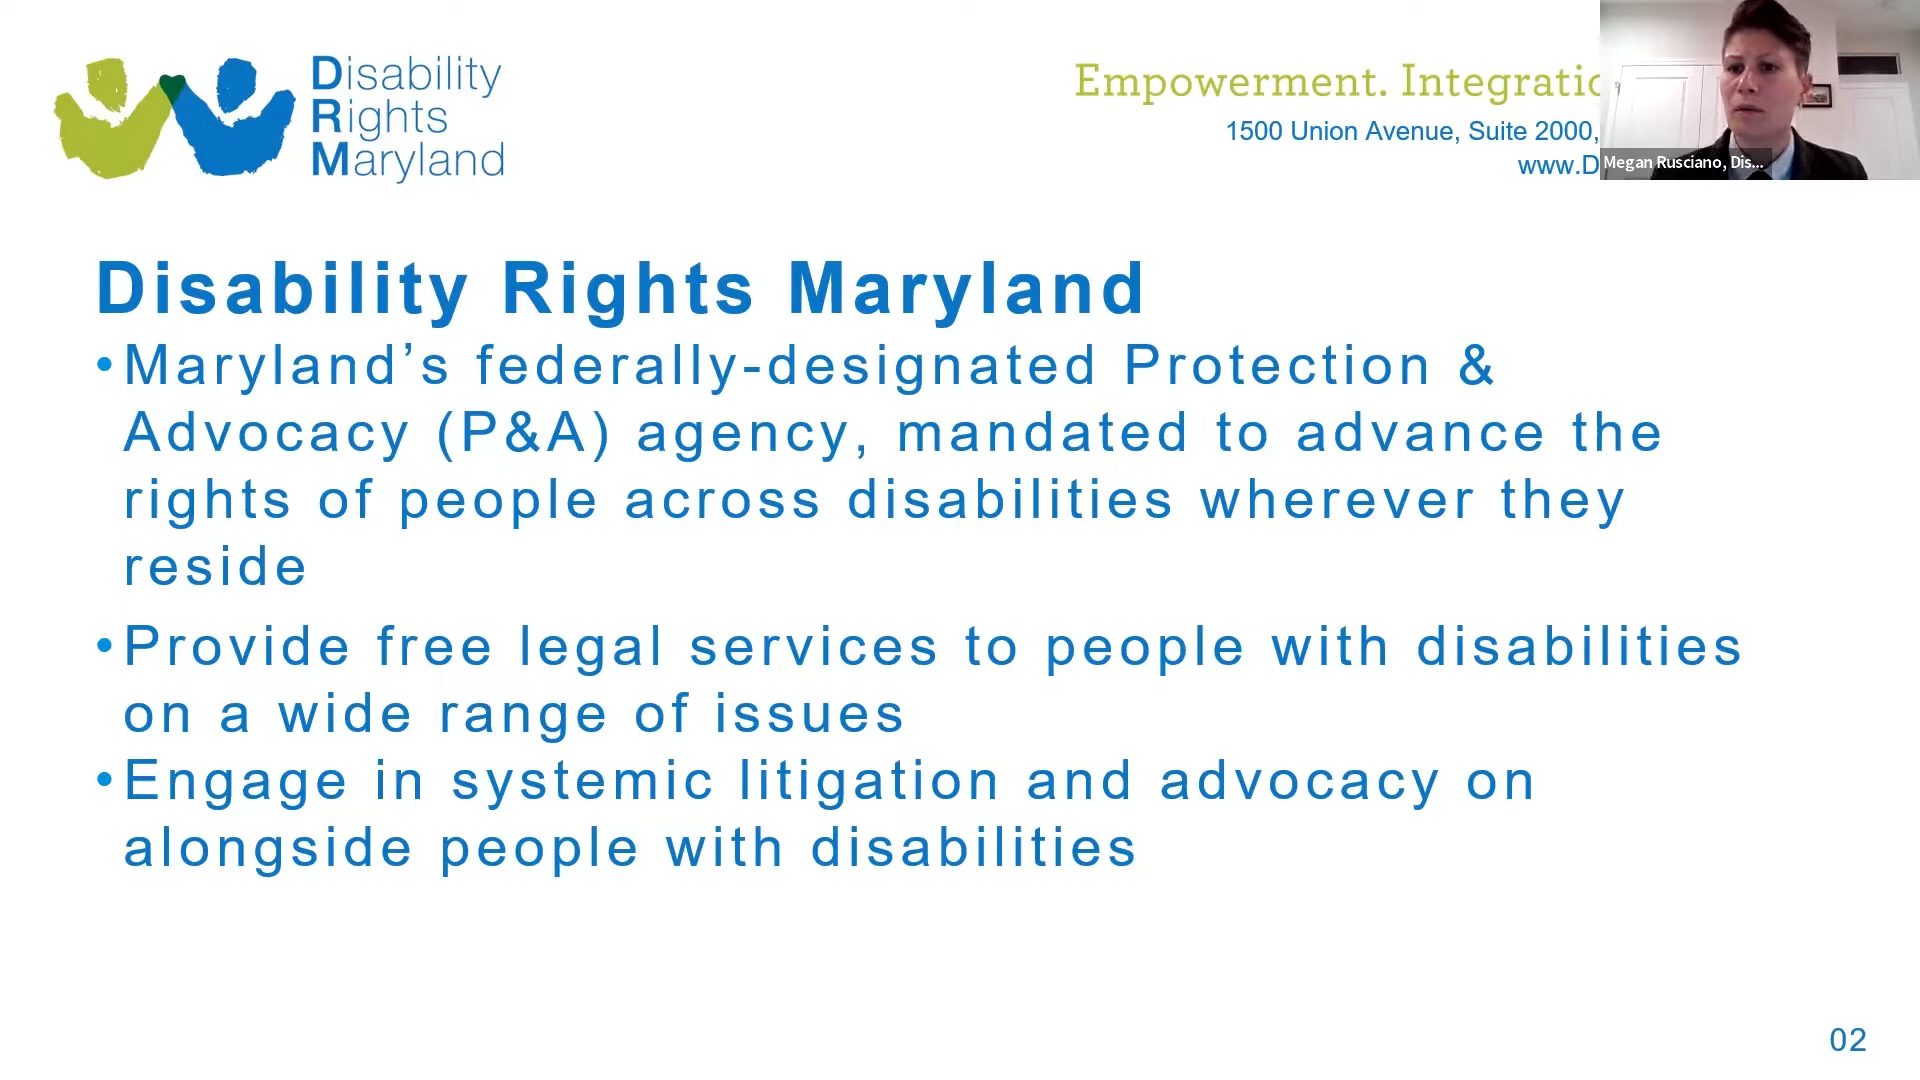 Disability
Rights
Maryland
Empowerment. Integratio
1500 Union Avenue, Suite 2000,
www.D
Megan Rusciano, Dis...
Disability Rights Maryland
•Maryland’s federally-designated Protection &
Advocacy (P&A) agency, mandated to advance the
rights of people across disabilities wherever they
reside
•Provide free legal services to people with disabilities
on a wide range of issues
•Engage in systemic litigation and advocacy on
alongside people with disabilities
02